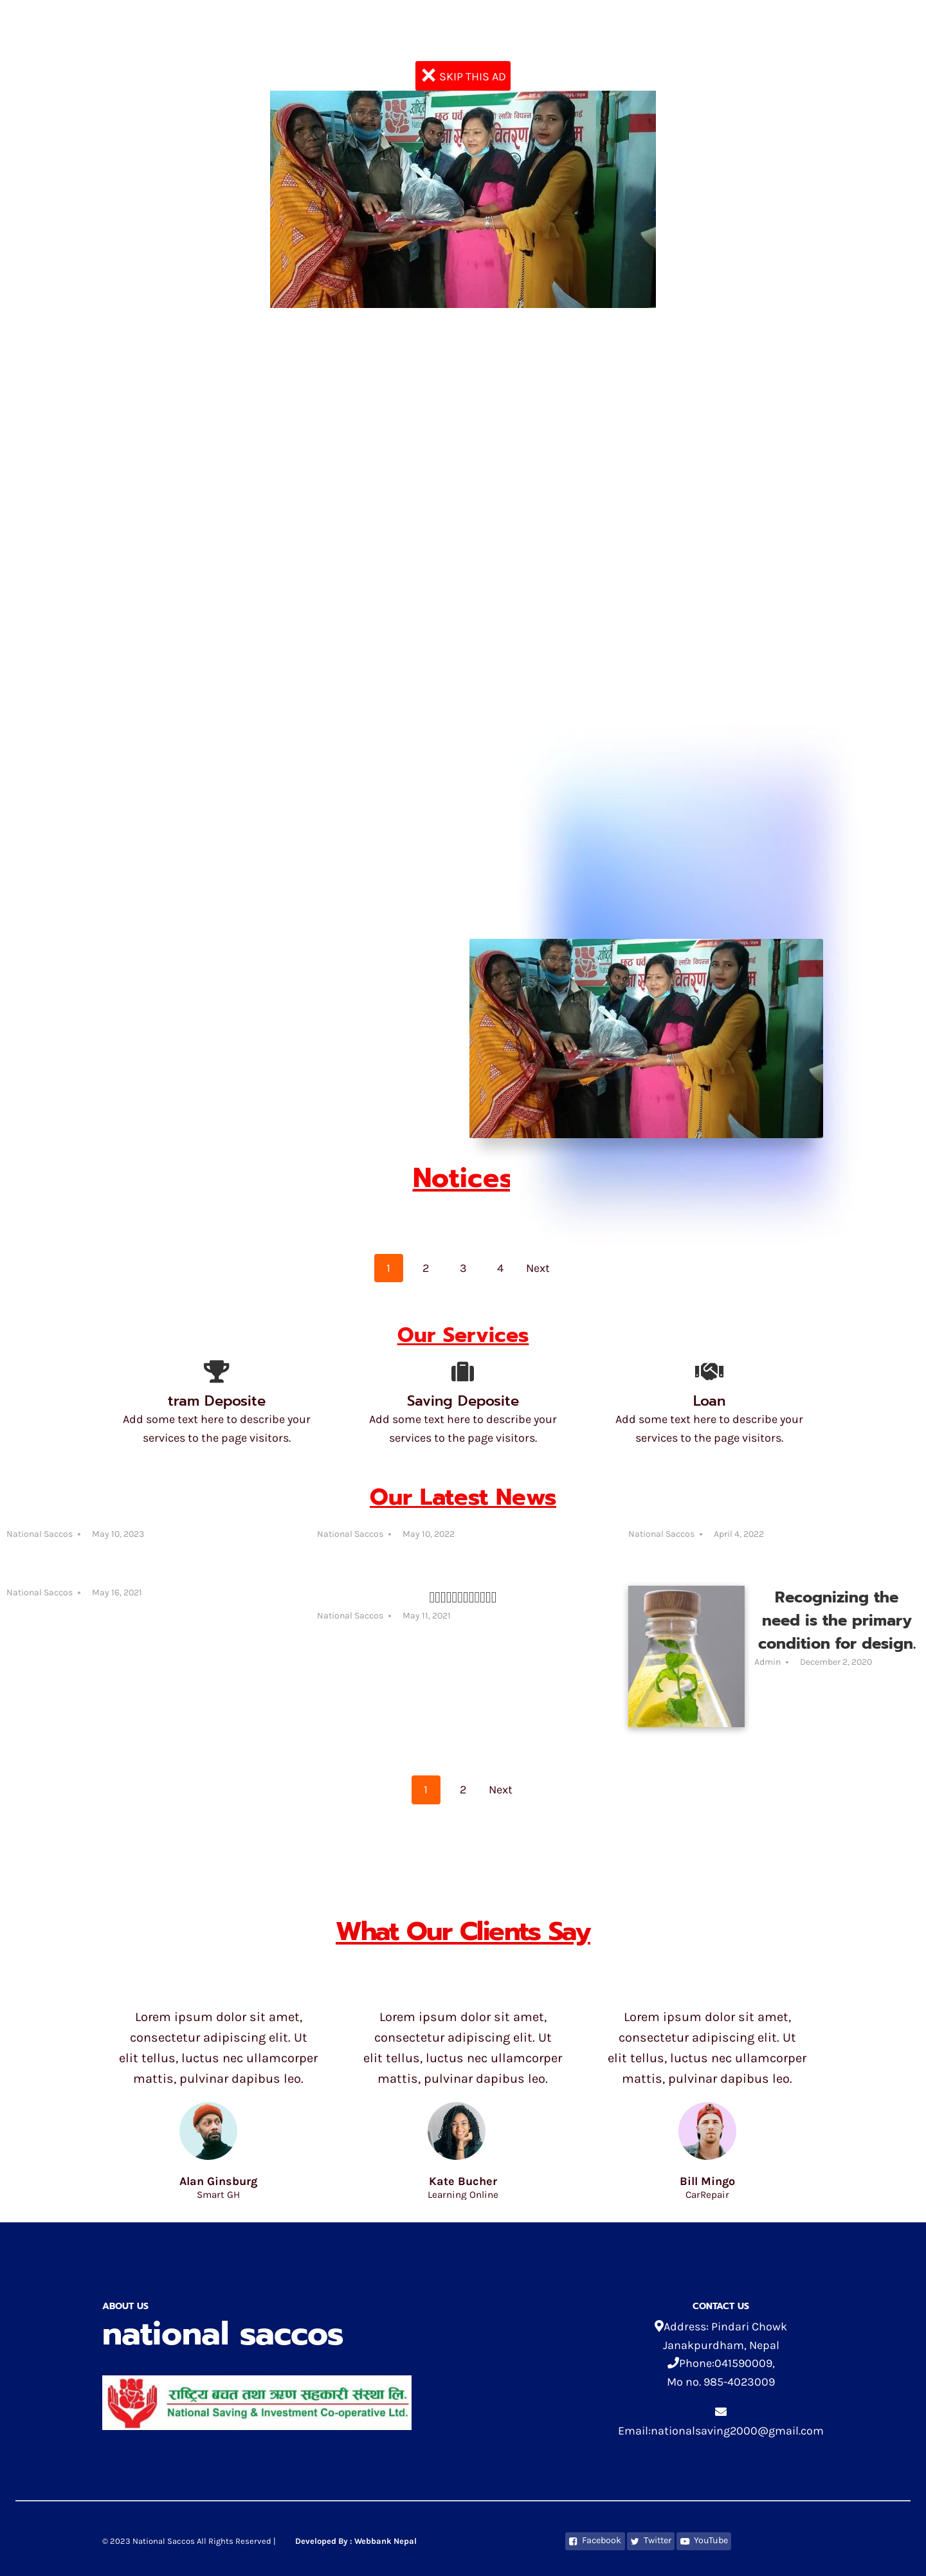 SKIP THIS AD
Notices
1 2 3 4 Next
Our Services
tram Deposite
Add some text here to describe your
services to the page visitors.
Saving Deposite
Add some text here to describe your
services to the page visitors.
Loan
Add some text here to describe your
services to the page visitors.
Our Latest News
National Saccos • May 10, 2023
National Saccos • May 10, 2022
National Saccos • April 4, 2022
National Saccos • May 16, 2021
National Saccos • May 11, 2021
Recognizing the
need is the primary
condition for design.
Admin • December 2, 2020
1 2 Next
What Our Clients Say
Lorem ipsum dolor sit amet,
consectetur adipiscing elit. Ut
elit tellus, luctus nec ullamcorper
mattis, pulvinar dapibus leo.
Alan Ginsburg
Smart GH
Lorem ipsum dolor sit amet,
consectetur adipiscing elit. Ut
elit tellus, luctus nec ullamcorper
mattis, pulvinar dapibus leo.
Kate Bucher
Learning Online
Lorem ipsum dolor sit amet,
consectetur adipiscing elit. Ut
elit tellus, luctus nec ullamcorper
mattis, pulvinar dapibus leo.
Bill Mingo
CarRepair
ABOUT US
national saccos
राष्ट्रिय बचत तथा ऋण सहकारी संस्था लि.
National Saving & Investment Co-operative Ltd.
CONTACT US
Address: Pindari Chowk
Janakpurdham, Nepal
Phone:041590009,
Mo no. 985-4023009
Email:nationalsaving2000@gmail.com
© 2023 National Saccos All Rights Reserved |
Developed By : Webbank Nepal
Facebook Twitter YouTube